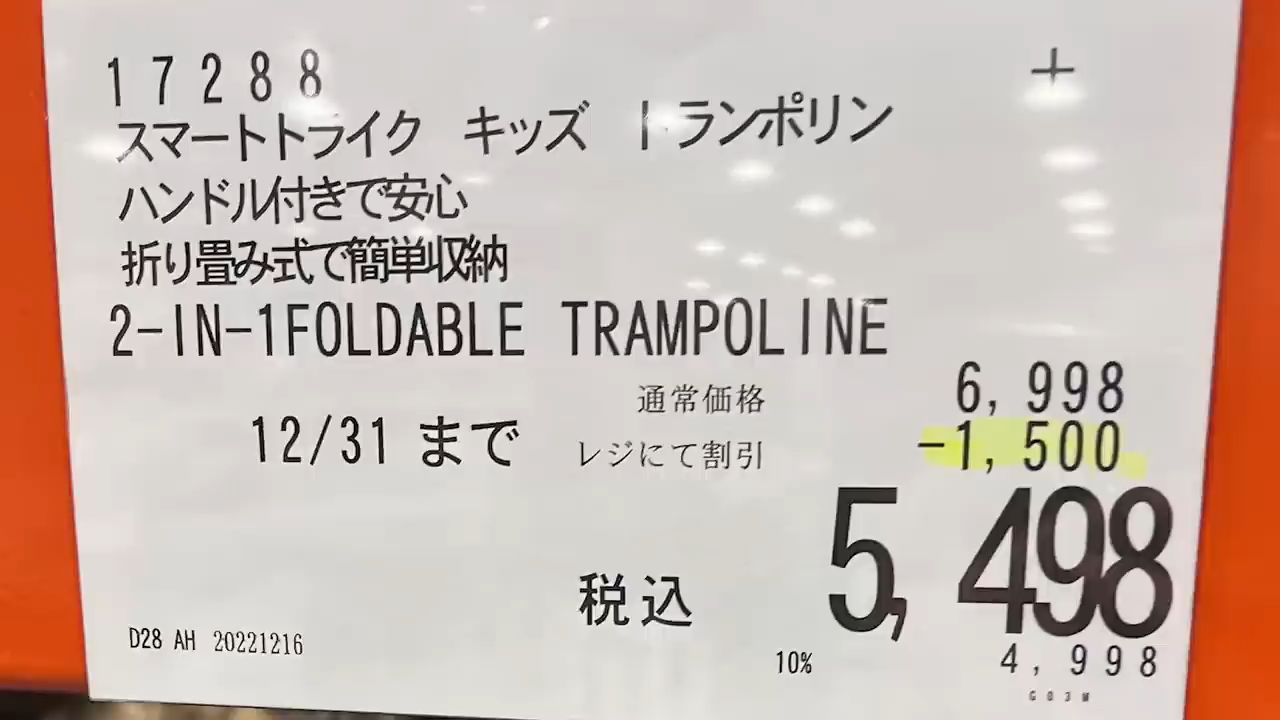 17288
+
スマートトライク キッズ トランポリン
ハンドル付きで安心
折り畳み式で簡単収納
2-IN-1FOLDABLE TRAMPOLINE
通常価格 6,998
12/31 まで レジにて割引 -1,500
税込 5,498
D28 AH 20221216
10% 4,998
G03M